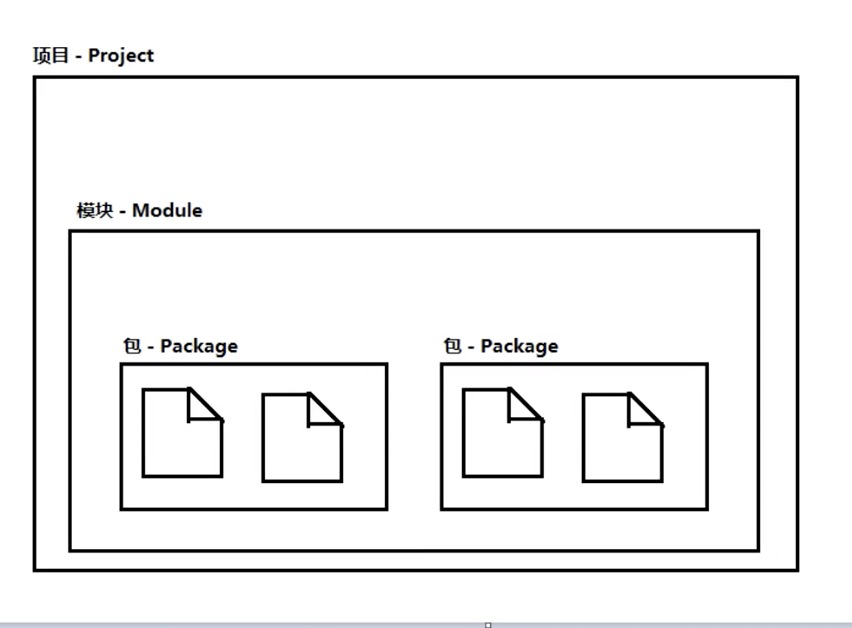 项目 - Project
模块 - Module
包 - Package
包 - Package